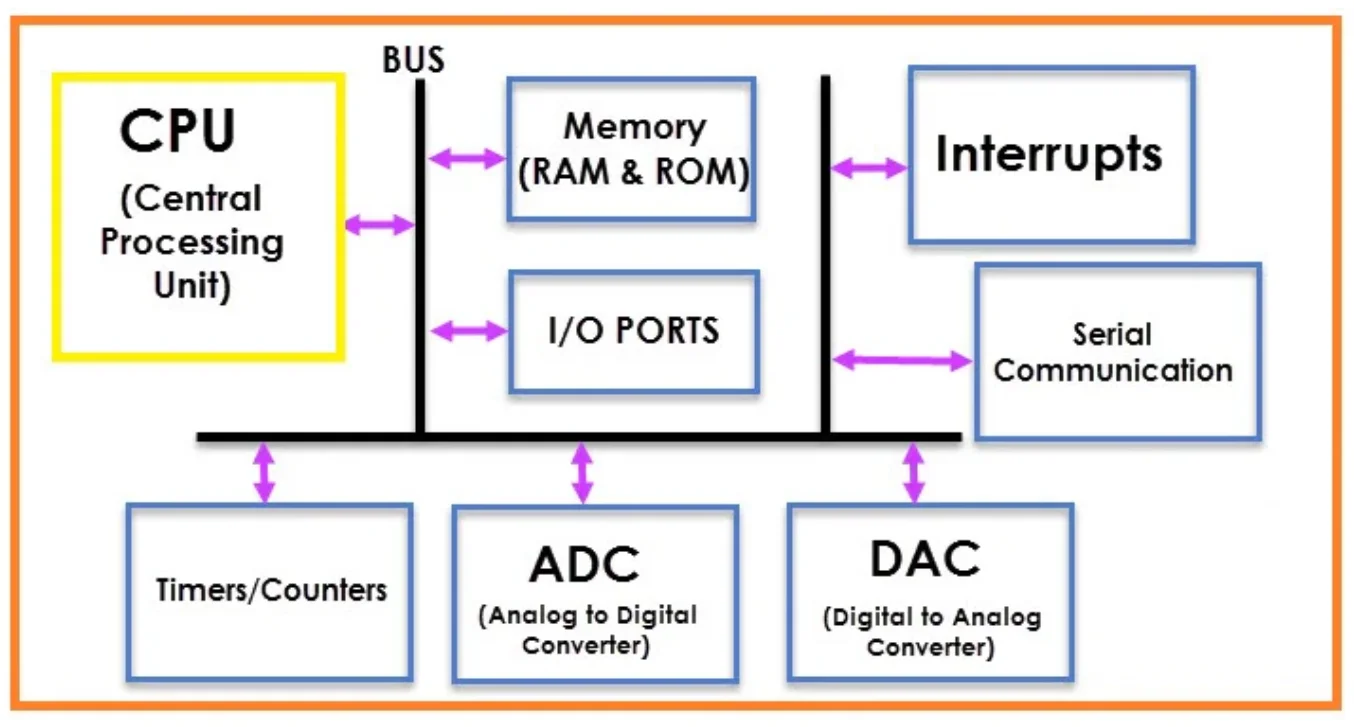 BUS
CPU
(Central
Processing
Unit)
Memory
(RAM & ROM)
I/O PORTS
Interrupts
Serial
Communication
Timers/Counters
ADC
(Analog to Digital
Converter)
DAC
(Digital to Analog
Converter)